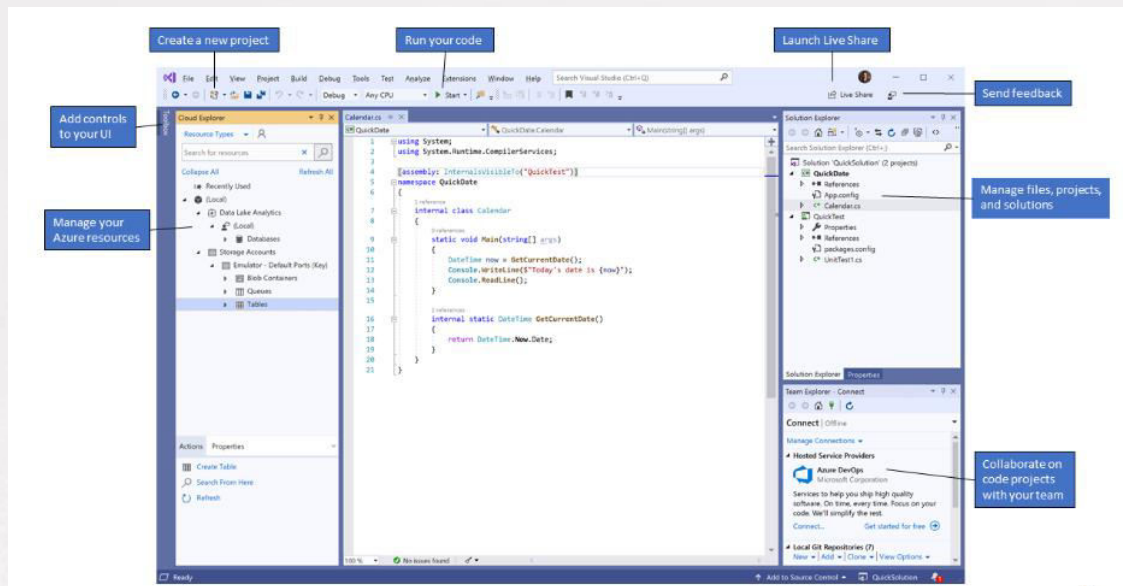 Create a new project
Run your code
Launch Live Share
File Edit View Project Build Debug Tools Test Analyze Extensions Window Help Search Visual Studio (Ctrl+Q)
Debug Any CPU Start
Live Share
Send feedback
Add controls
to your UI
Toolbox
Cloud Explorer
Resource Types
Search for resources
Collapse All Refresh All
Recently Used
(Local)
Data Lake Analytics
(Local)
Databases
Storage Accounts
Emulator - Default Ports (Key)
Blob Containers
Queues
Tables
Manage your
Azure resources
Actions Properties
Create Table
Search From Here
Refresh
Calendar.cs
QuickDate QuickDate.Calendar Main(string[] args)
1 using System;
2 using System.Runtime.CompilerServices;
3
4 [assembly: InternalsVisibleTo("QuickTest")]
5 namespace QuickDate
6 {
1 reference
7 internal class Calendar
8 {
0 references
9 static void Main(string[] args)
10 {
11 DateTime now = GetCurrentDate();
12 Console.WriteLine($"Today's date is {now}");
13 Console.ReadLine();
14 }
15
references
16 internal static DateTime GetCurrentDate()
17 {
18 return DateTime.Now.Date;
19 }
20 }
21 }
100 % No issues found
Solution Explorer
Search Solution Explorer (Ctrl+;)
Solution 'QuickSolution' (2 projects)
QuickDate
References
App.config
Calendar.cs
QuickTest
Properties
References
packages.config
UnitTest1.cs
Manage files, projects,
and solutions
Solution Explorer Properties
Team Explorer - Connect
Connect | Offline
Manage Connections
Hosted Service Providers
Azure DevOps
Microsoft Corporation
Services to help you ship high quality
software. On time, every time. Focus on your
code. We'll simplify the rest.
Connect... Get started for free
Local Git Repositories (7)
New | Add | Clone | View Options
Collaborate on
code projects
with your team
Ready Add to Source Control QuickSolution